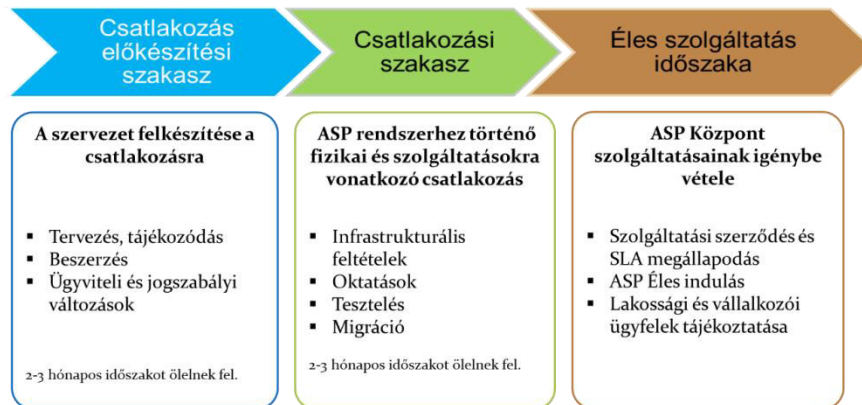 Csatlakozás
előkészítési
szakasz
Csatlakozási
szakasz
Éles szolgáltatás
időszaka
A szervezet felkészítése a
csatlakozásra
▪ Tervezés, tájékozódás
▪ Beszerzés
▪ Ügyviteli és jogszabályi
változások
2-3 hónapos időszakot ölelnek fel.
ASP rendszerhez történő
fizikai és szolgáltatásokra
vonatkozó csatlakozás
▪ Infrastrukturális
feltételek
▪ Oktatások
▪ Tesztelés
▪ Migráció
2-3 hónapos időszakot ölelnek fel.
ASP Központ
szolgáltatásainak igénybe
vétele
▪ Szolgáltatási szerződés és
SLA megállapodás
▪ ASP Éles indulás
▪ Lakossági és vállalkozói
ügyfelek tájékoztatása